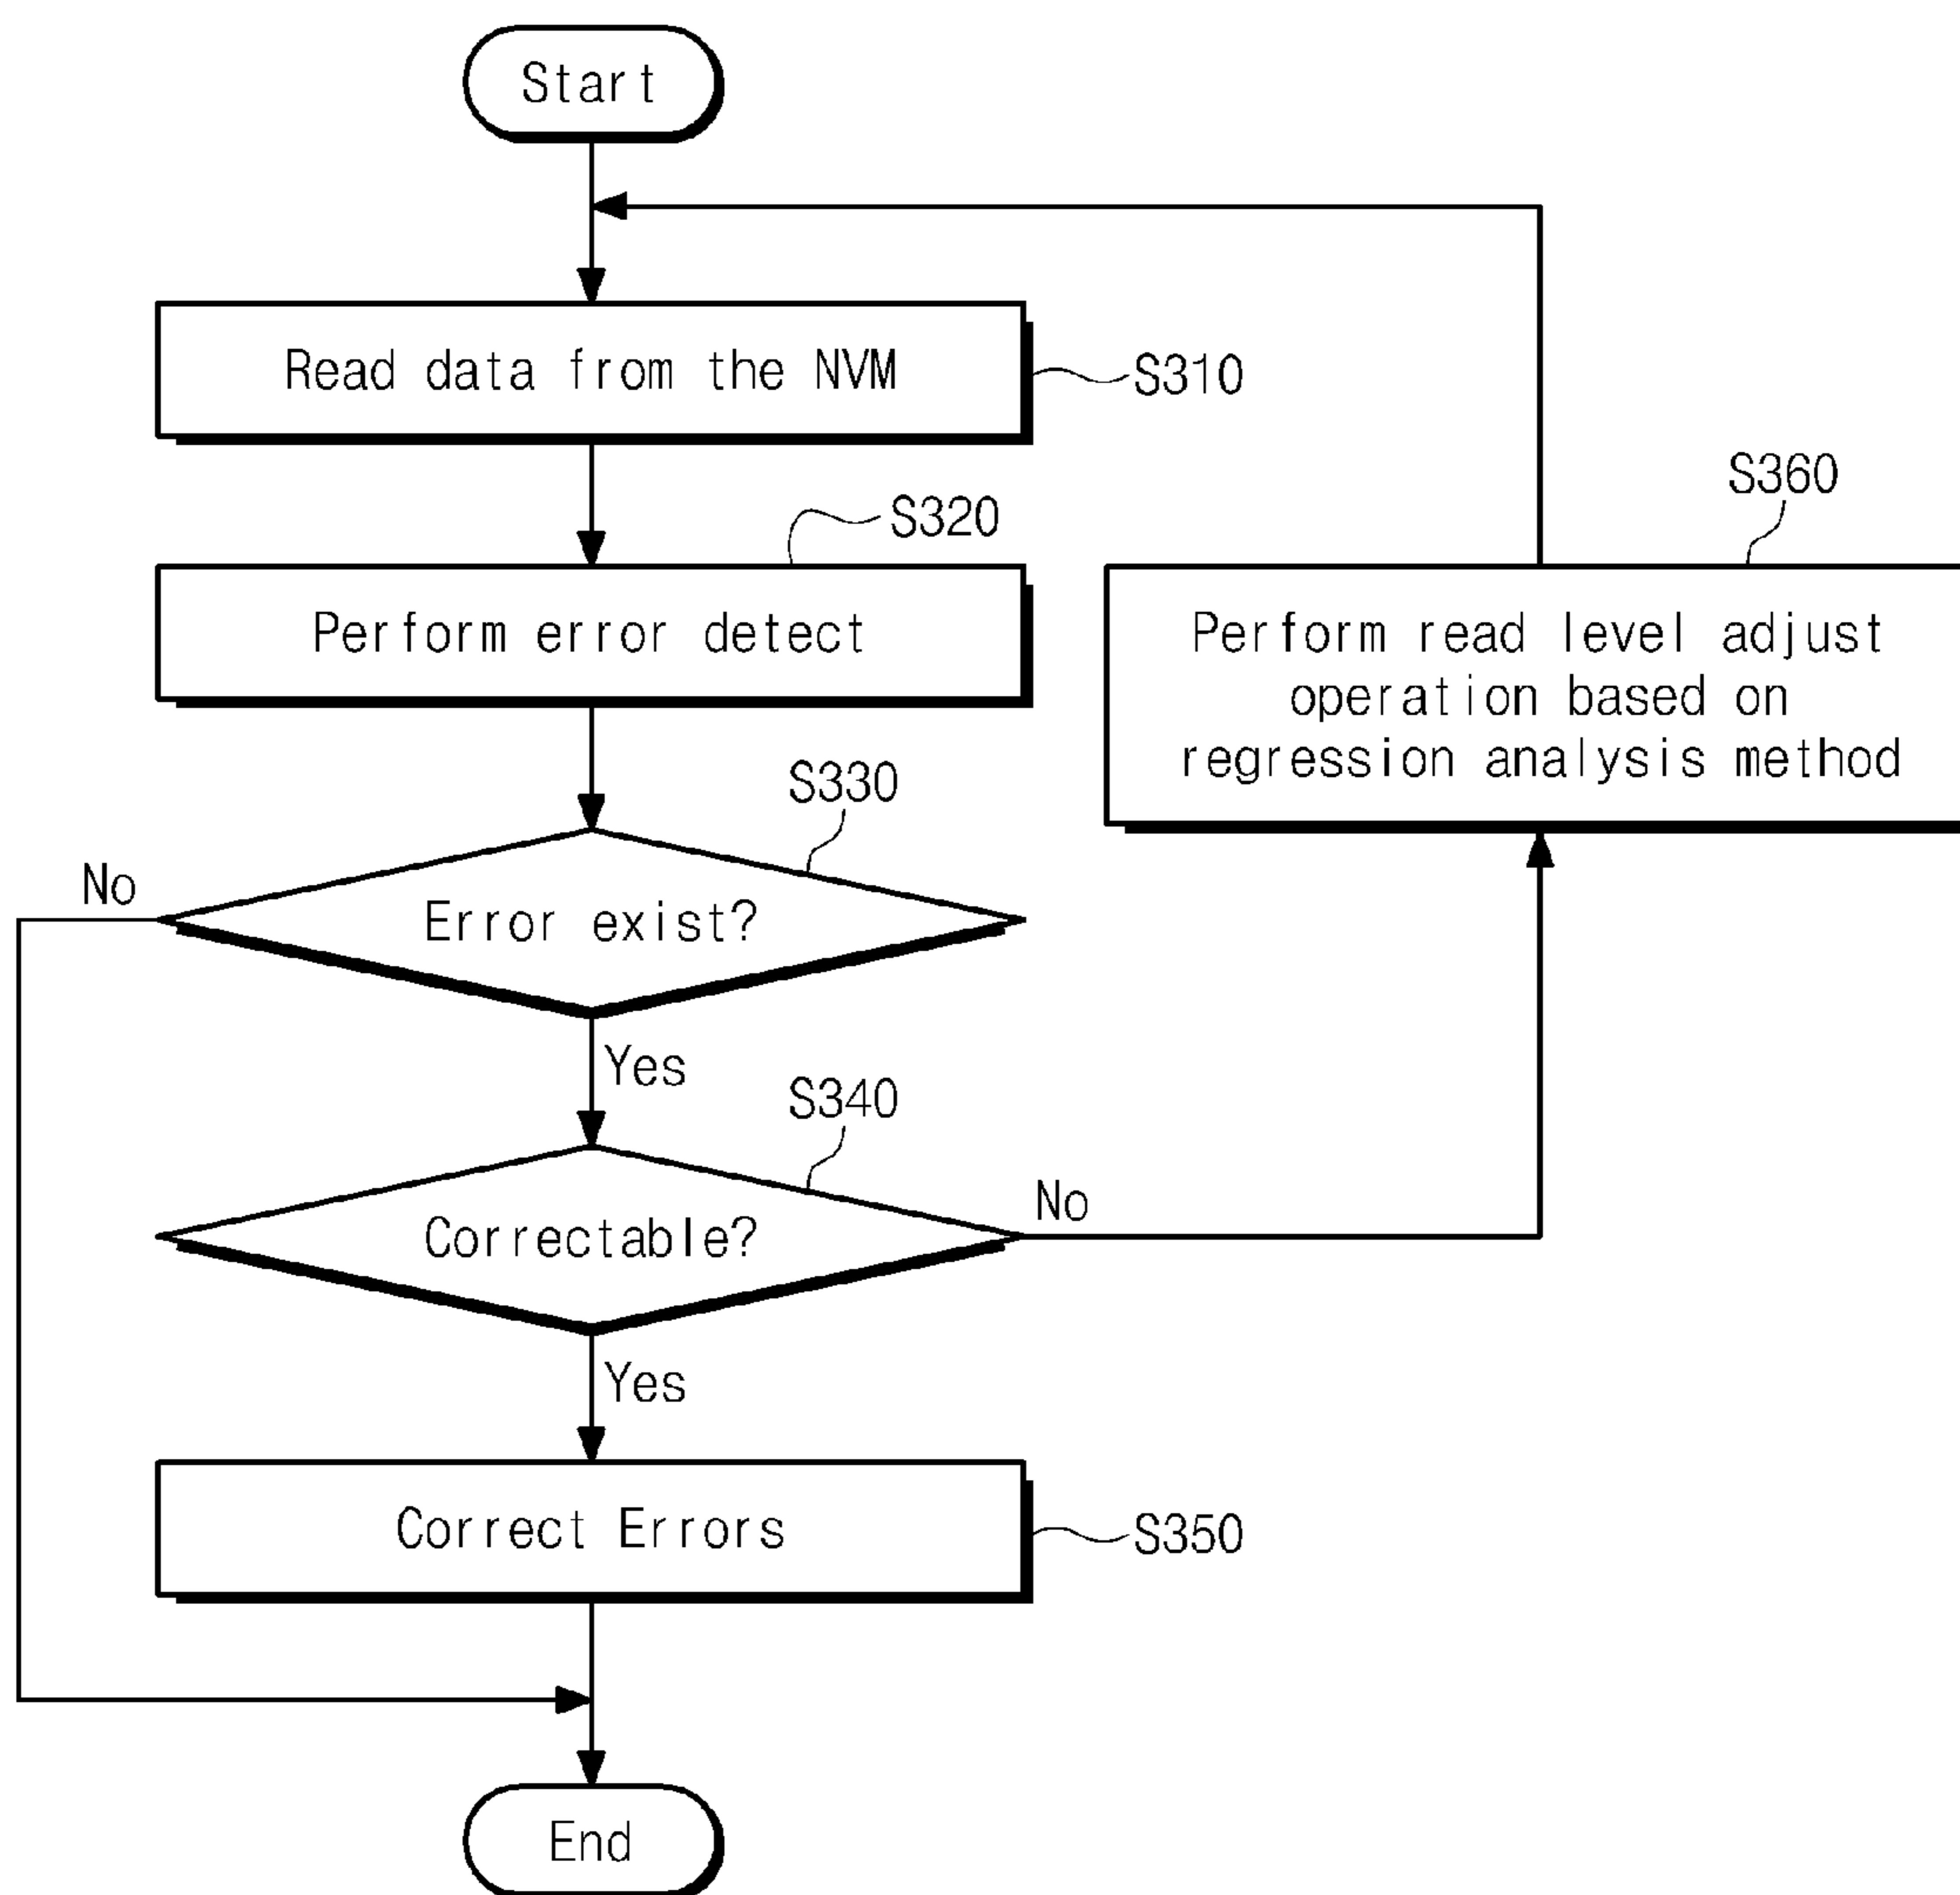 Start
Read data from the NVM
S310
S320
Perform error detect
S360
Perform read level adjust
operation based on
regression analysis method
S330
No
Error exist?
Yes
S340
No
Correctable?
Yes
Correct Errors
S350
End